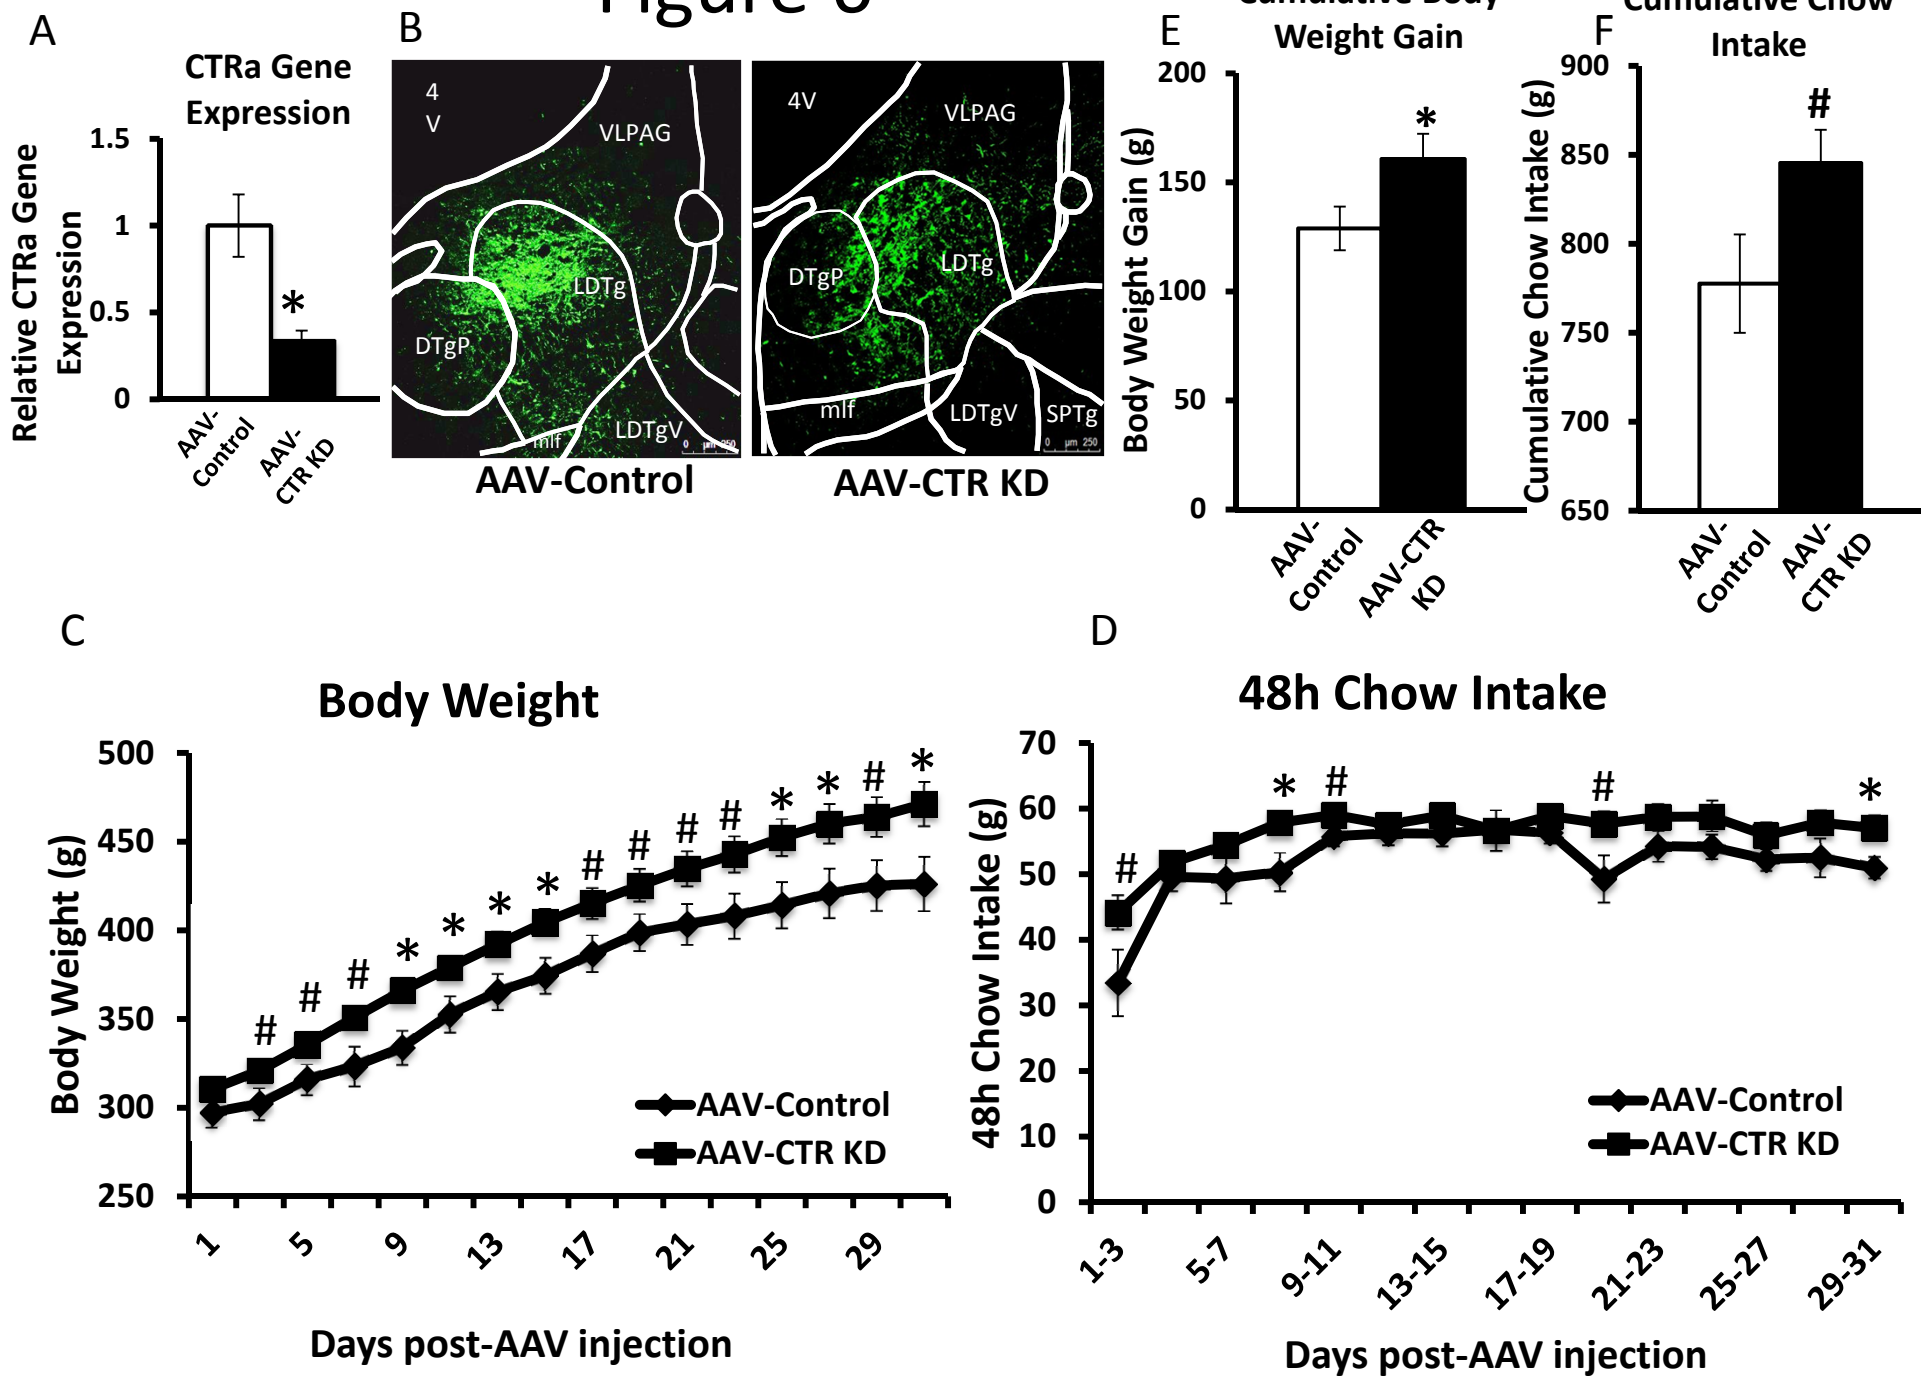 Figure 6
A
CTRa Gene
Expression
Relative CTRa Gene
Expression
1.5
1
0.5
0
*
AAV-
Control
AAV-
CTR KD
B
4
V
VLPAG
LDTg
DTgP
mlf
LDTgV
0 µm 250
AAV-Control
4V
VLPAG
DTgP
LDTg
mlf
LDTgV
SPTg
0 µm 250
AAV-CTR KD
E
Cumulative Body
Weight Gain
Body Weight Gain (g)
200
150
100
50
0
*
AAV-
Control
AAV-CTR
KD
F
Cumulative Chow
Intake
Cumulative Chow Intake (g)
900
850
800
750
700
650
#
AAV-
Control
AAV-
CTR KD
C
Body Weight
Body Weight (g)
500
450
400
350
300
250
# # # * * * * # # # # * * # *
AAV-Control
AAV-CTR KD
1 5 9 13 17 21 25 29
Days post-AAV injection
D
48h Chow Intake
48h Chow Intake (g)
70
60
50
40
30
20
10
0
# * # # *
AAV-Control
AAV-CTR KD
1-3 5-7 9-11 13-15 17-19 21-23 25-27 29-31
Days post-AAV injection